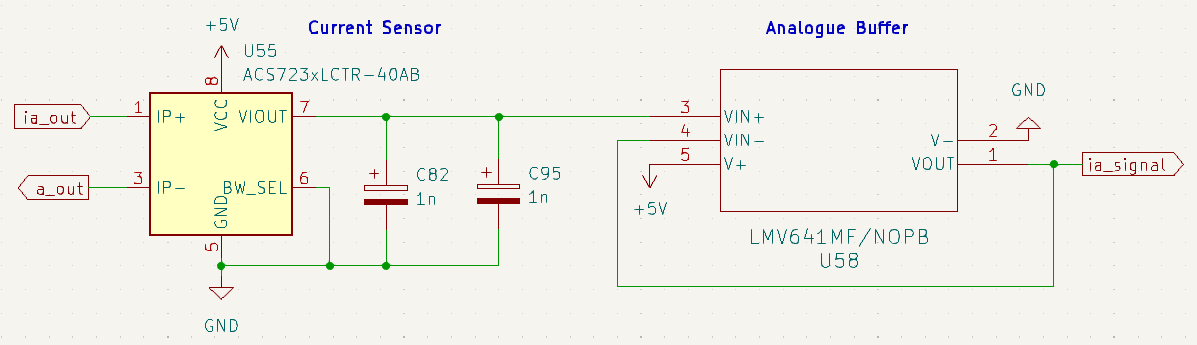 Current Sensor
Analogue Buffer
+5V
U55
ACS723xLCTR-40AB
8
VCC
ia_out
1
IP+
VIOUT
7
a_out
3
IP-
BW_SEL
6
GND
5
GND
C82
1n
+
C95
1n
+
3
VIN+
4
VIN-
5
V+
+5V
GND
V-
2
VOUT
1
ia_signal
LMV641MF/NOPB
U58